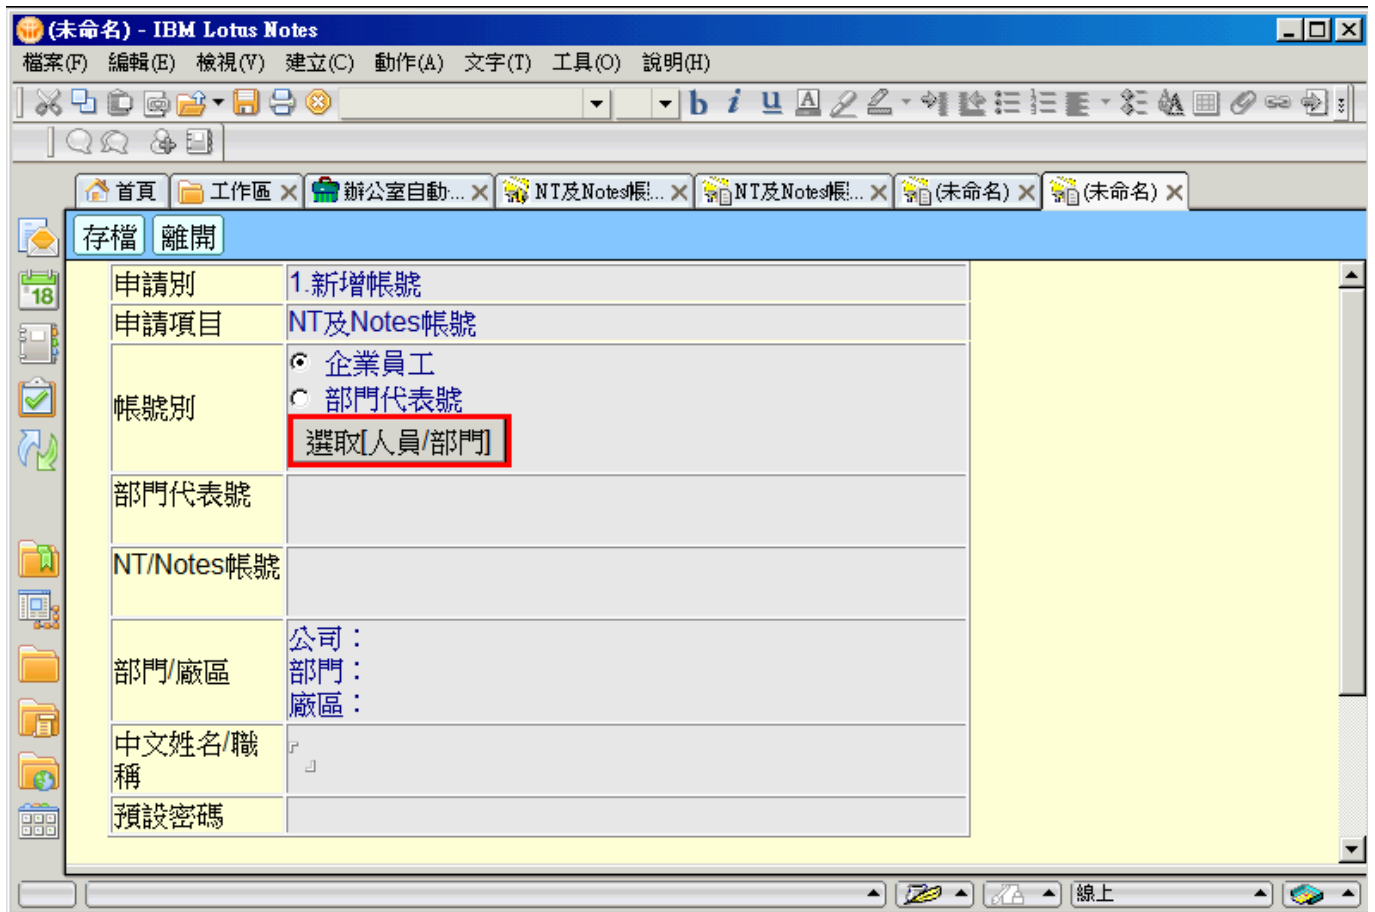 (未命名) - IBM Lotus Notes
檔案(F) 編輯(E) 檢視(V) 建立(C) 動作(A) 文字(T) 工具(O) 說明(H)
b i u A
首頁 工作區 辦公室自動... NT及Notes帳... NT及Notes帳... (未命名) (未命名)
存檔 離開
18
申請別 1.新增帳號
申請項目 NT及Notes帳號
帳號別
企業員工
部門代表號
選取[人員/部門]
部門代表號
NT/Notes帳號
部門/廠區
公司：
部門：
廠區：
中文姓名/職
稱
預設密碼
線上